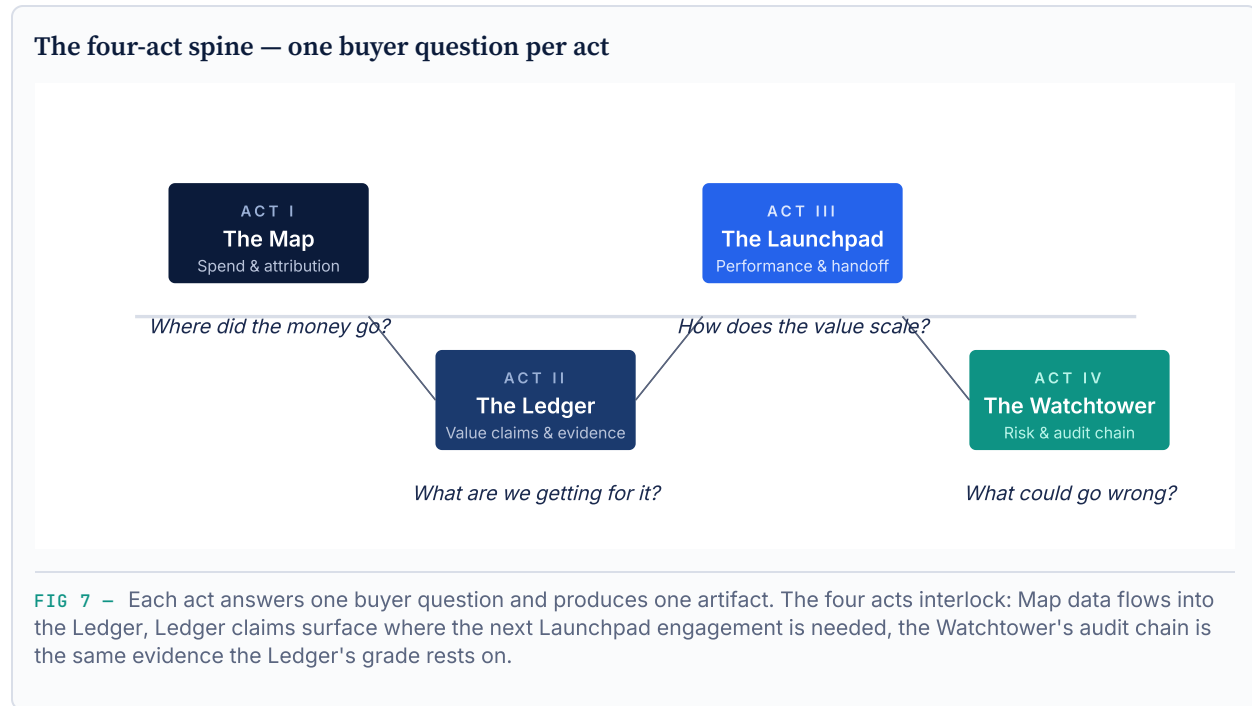 The four-act spine — one buyer question per act
ACT I
The Map
Spend & attribution
Where did the money go?
ACT II
The Ledger
Value claims & evidence
What are we getting for it?
ACT III
The Launchpad
Performance & handoff
How does the value scale?
ACT IV
The Watchtower
Risk & audit chain
What could go wrong?
FIG 7 — Each act answers one buyer question and produces one artifact. The four acts interlock: Map data flows into
the Ledger, Ledger claims surface where the next Launchpad engagement is needed, the Watchtower's audit chain is
the same evidence the Ledger's grade rests on.